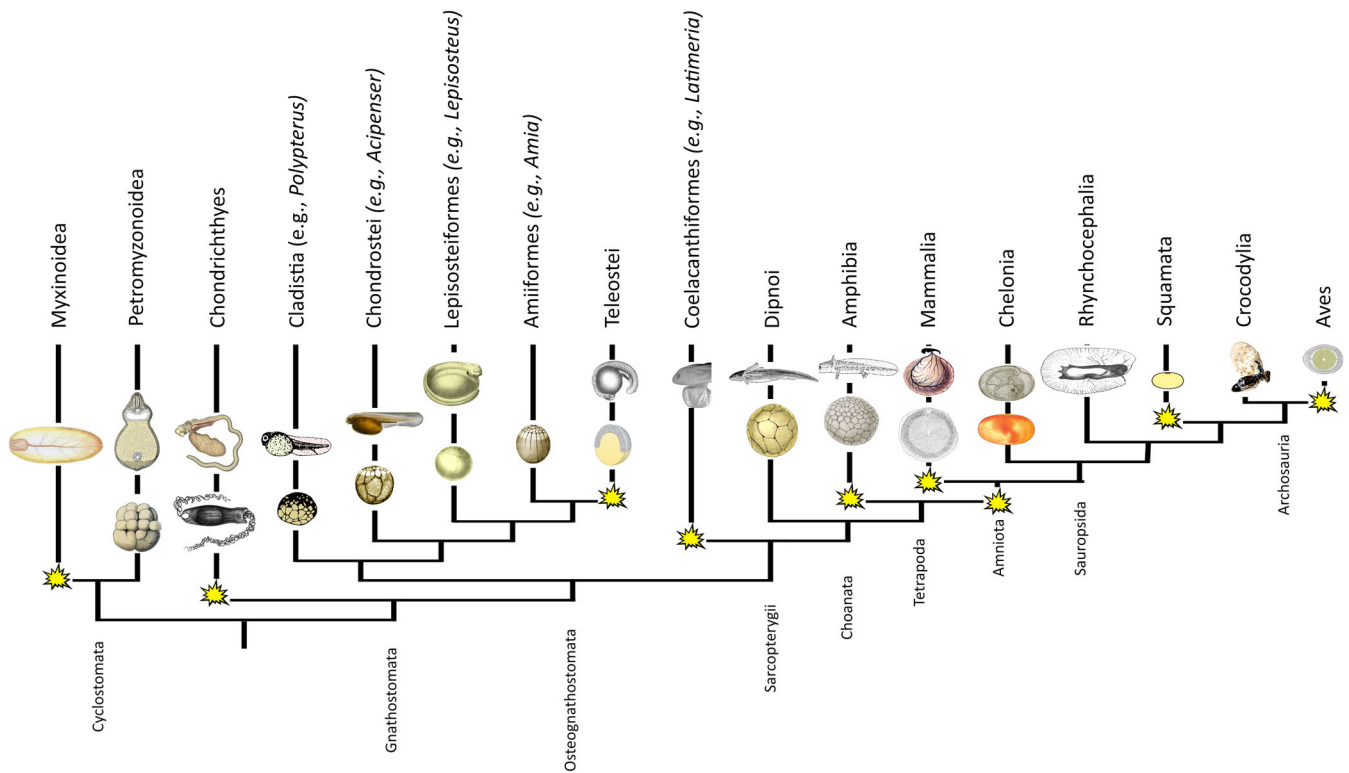 Myxinoidea
Petromyzonoidea
Chondrichthyes
Cladistia (e.g., Polypterus)
Chondrostei (e.g., Acipenser)
Lepisosteiformes (e.g., Lepisosteus)
Amiiformes (e.g., Amia)
Teleostei
Coelacanthiformes (e.g., Latimeria)
Dipnoi
Amphibia
Mammalia
Chelonia
Rhynchocephalia
Squamata
Crocodylia
Aves
Cyclostomata
Gnathostomata
Osteognathostomata
Sarcopterygii
Choanata
Tetrapoda
Amniota
Sauropsida
Archosauria